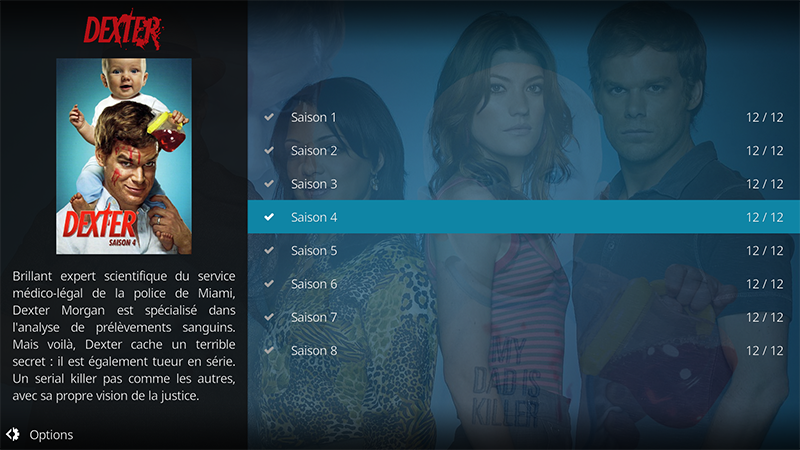 DEXTER
DEXTER
SAISON 4
Brillant expert scientifique du service
médico-légal de la police de Miami,
Dexter Morgan est spécialisé dans
l'analyse de prélèvements sanguins.
Mais voilà, Dexter cache un terrible
secret : il est également tueur en série.
Un serial killer pas comme les autres,
avec sa propre vision de la justice.
Options
Saison 1 12 / 12
Saison 2 12 / 12
Saison 3 12 / 12
Saison 4 12 / 12
Saison 5 12 / 12
Saison 6 12 / 12
Saison 7 12 / 12
Saison 8 12 / 12
MY
DAD IS
KILLER